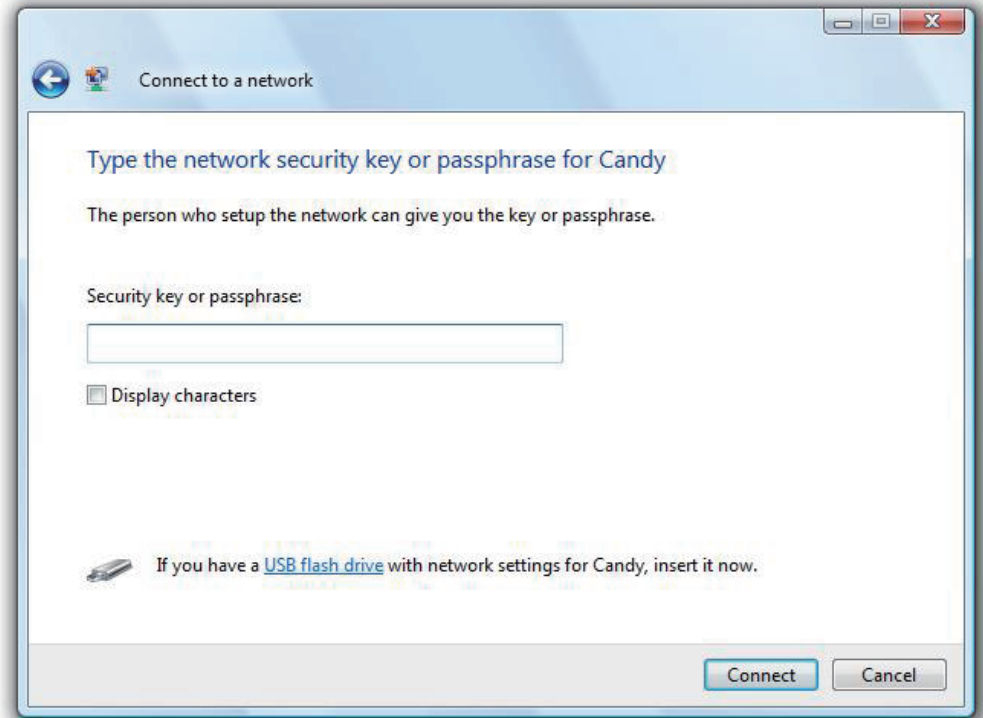 Connect to a network
Type the network security key or passphrase for Candy
The person who setup the network can give you the key or passphrase.
Security key or passphrase:
Display characters
If you have a USB flash drive with network settings for Candy, insert it now.
Connect Cancel